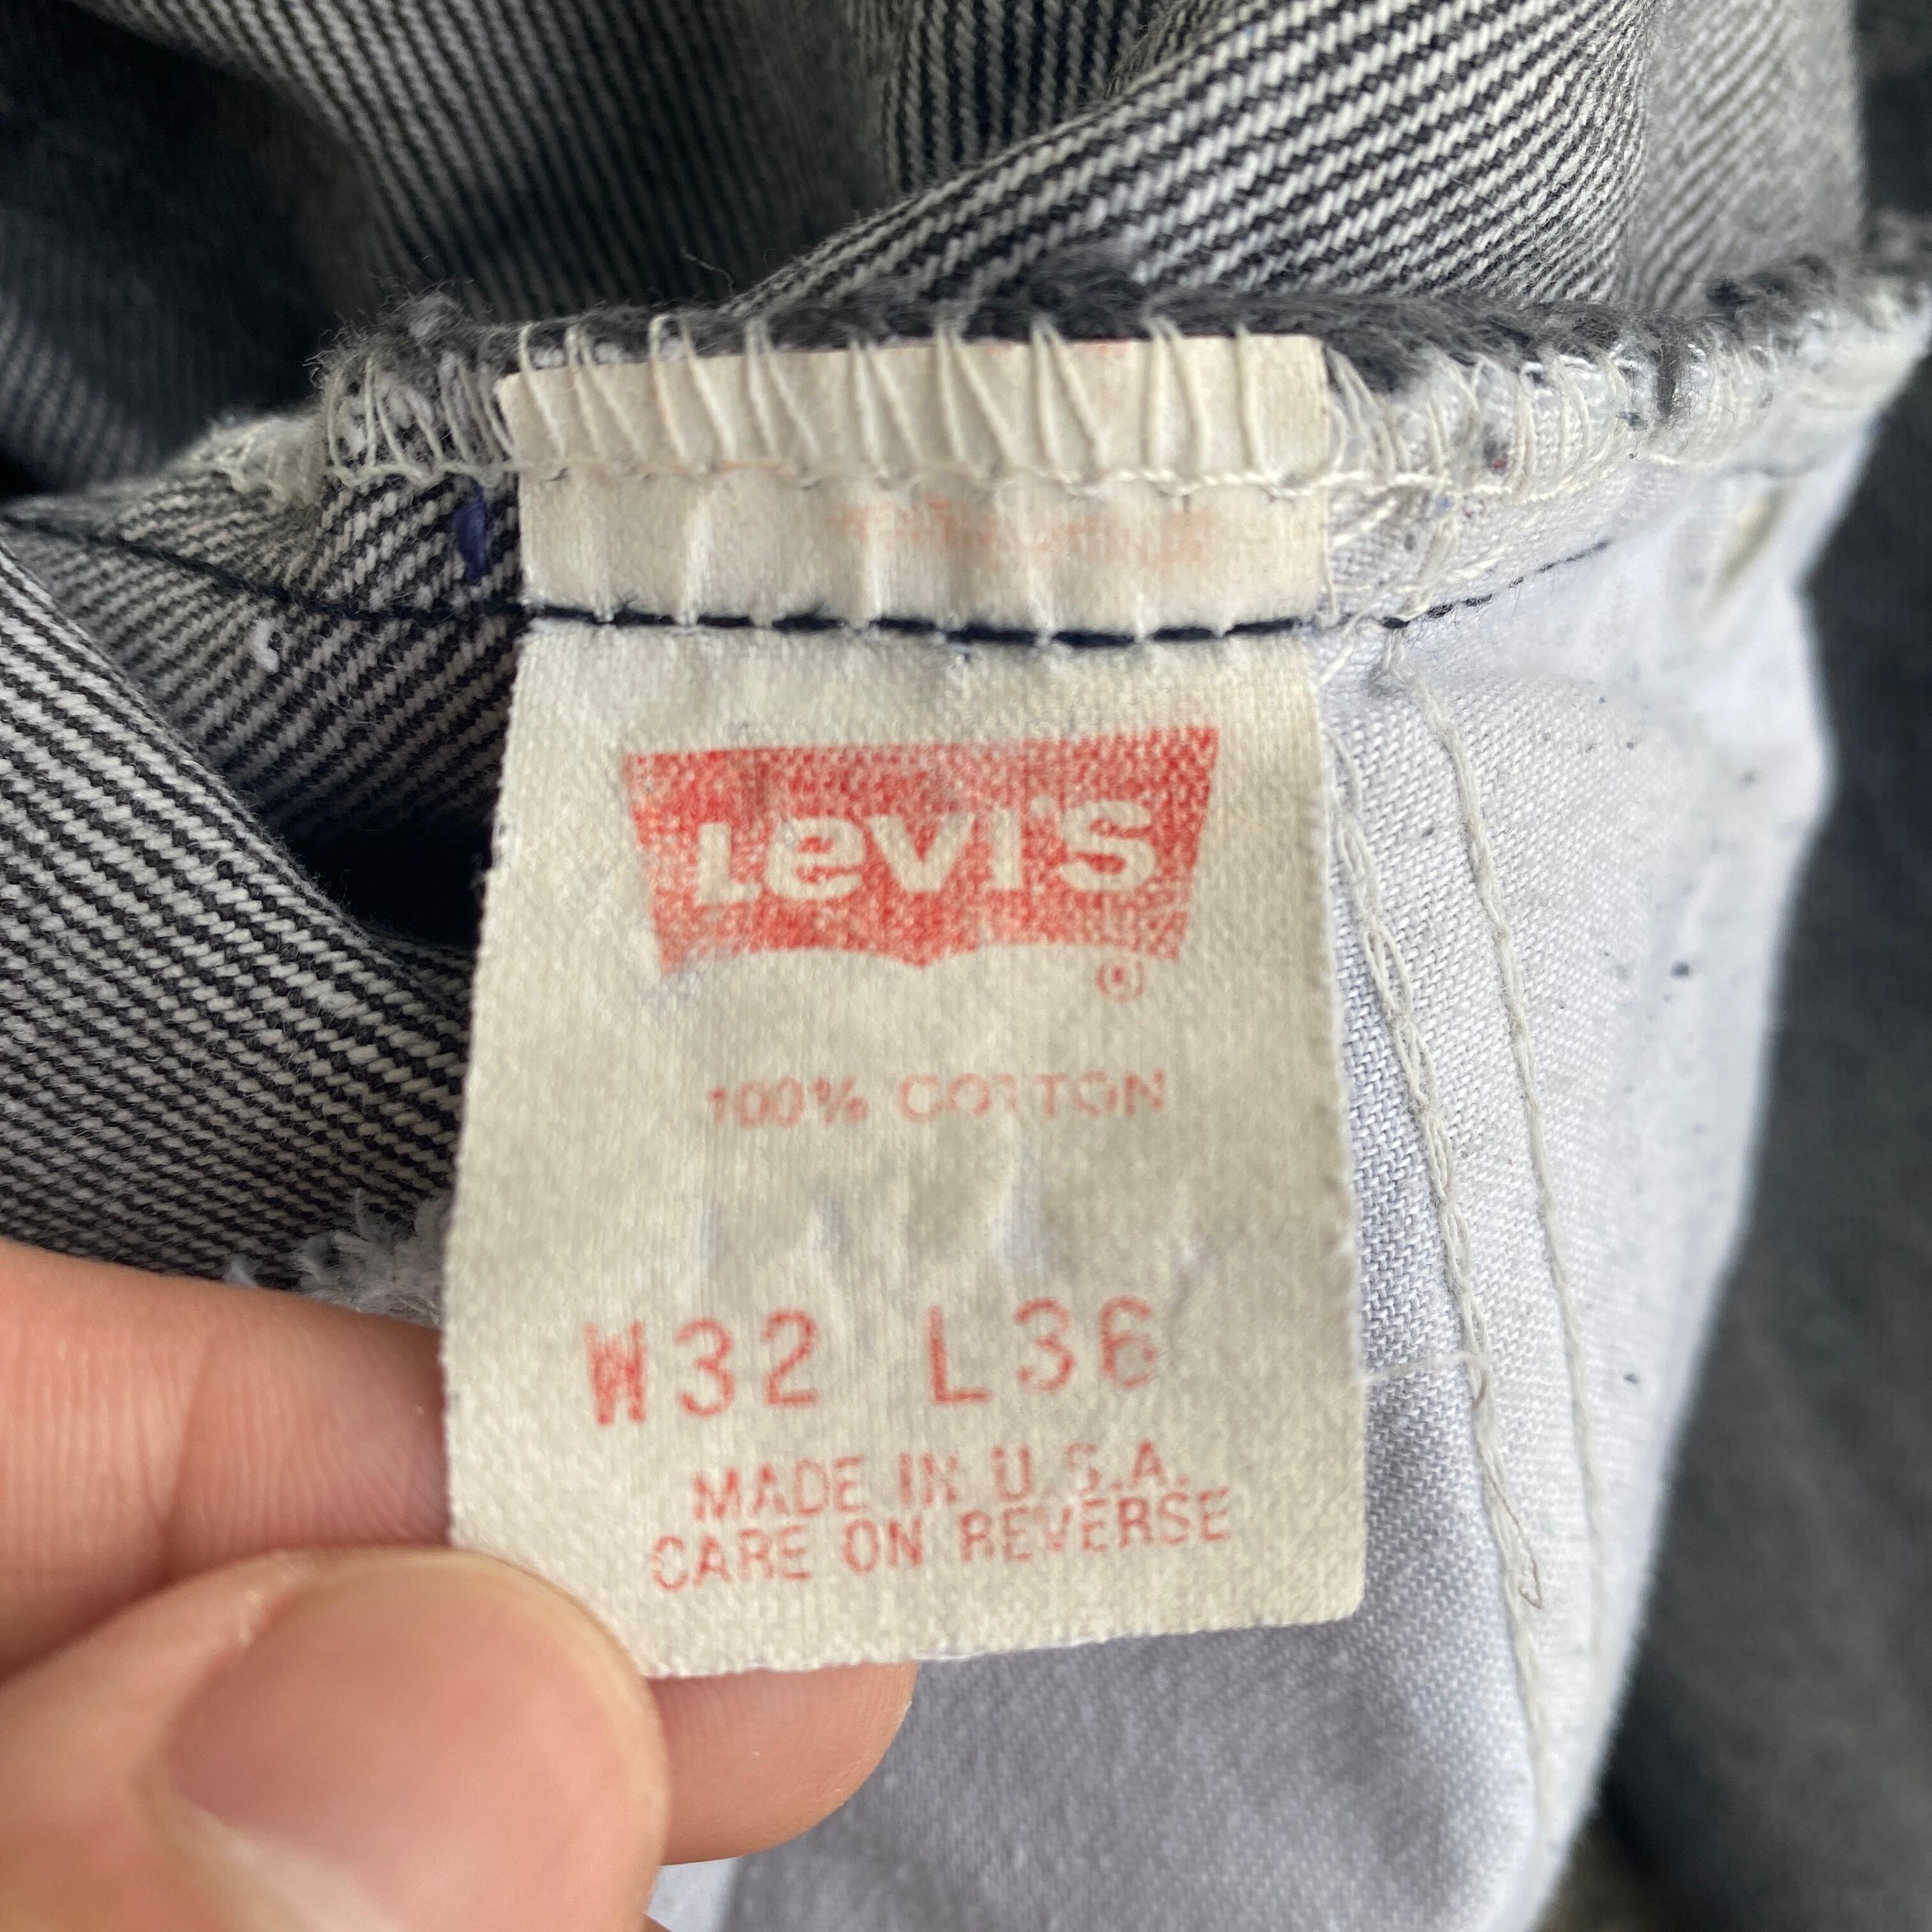 Levi's
®
100% COTTON
W32 L36
MADE IN U.S.A.
CARE ON REVERSE